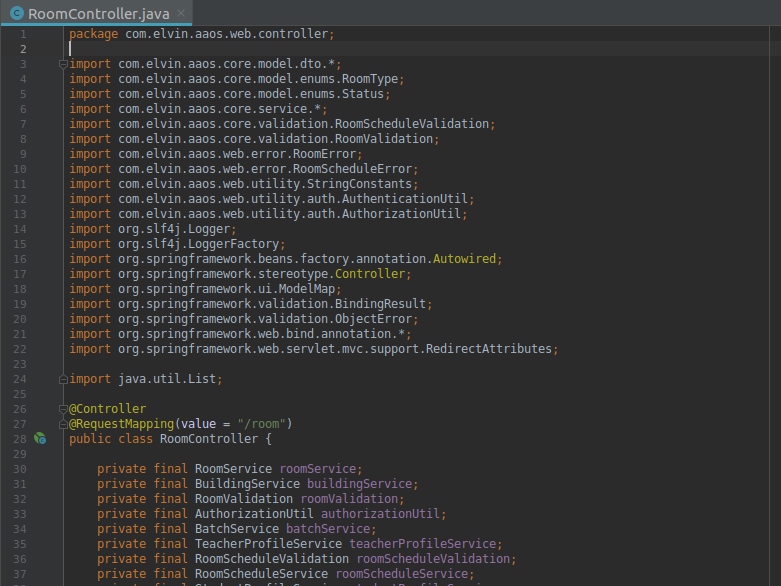 RoomController.java
1 package com.elvin.aaos.web.controller;
2
3 import com.elvin.aaos.core.model.dto.*;
4 import com.elvin.aaos.core.model.enums.RoomType;
5 import com.elvin.aaos.core.model.enums.Status;
6 import com.elvin.aaos.core.service.*;
7 import com.elvin.aaos.core.validation.RoomScheduleValidation;
8 import com.elvin.aaos.core.validation.RoomValidation;
9 import com.elvin.aaos.web.error.RoomError;
10 import com.elvin.aaos.web.error.RoomScheduleError;
11 import com.elvin.aaos.web.utility.StringConstants;
12 import com.elvin.aaos.web.utility.auth.AuthenticationUtil;
13 import com.elvin.aaos.web.utility.auth.AuthorizationUtil;
14 import org.slf4j.Logger;
15 import org.slf4j.LoggerFactory;
16 import org.springframework.beans.factory.annotation.Autowired;
17 import org.springframework.stereotype.Controller;
18 import org.springframework.ui.ModelMap;
19 import org.springframework.validation.BindingResult;
20 import org.springframework.validation.ObjectError;
21 import org.springframework.web.bind.annotation.*;
22 import org.springframework.web.servlet.mvc.support.RedirectAttributes;
23
24 import java.util.List;
25
26 @Controller
27 @RequestMapping(value = "/room")
28 public class RoomController {
29
30 private final RoomService roomService;
31 private final BuildingService buildingService;
32 private final RoomValidation roomValidation;
33 private final AuthorizationUtil authorizationUtil;
34 private final BatchService batchService;
35 private final TeacherProfileService teacherProfileService;
36 private final RoomScheduleValidation roomScheduleValidation;
37 private final RoomScheduleService roomScheduleService;